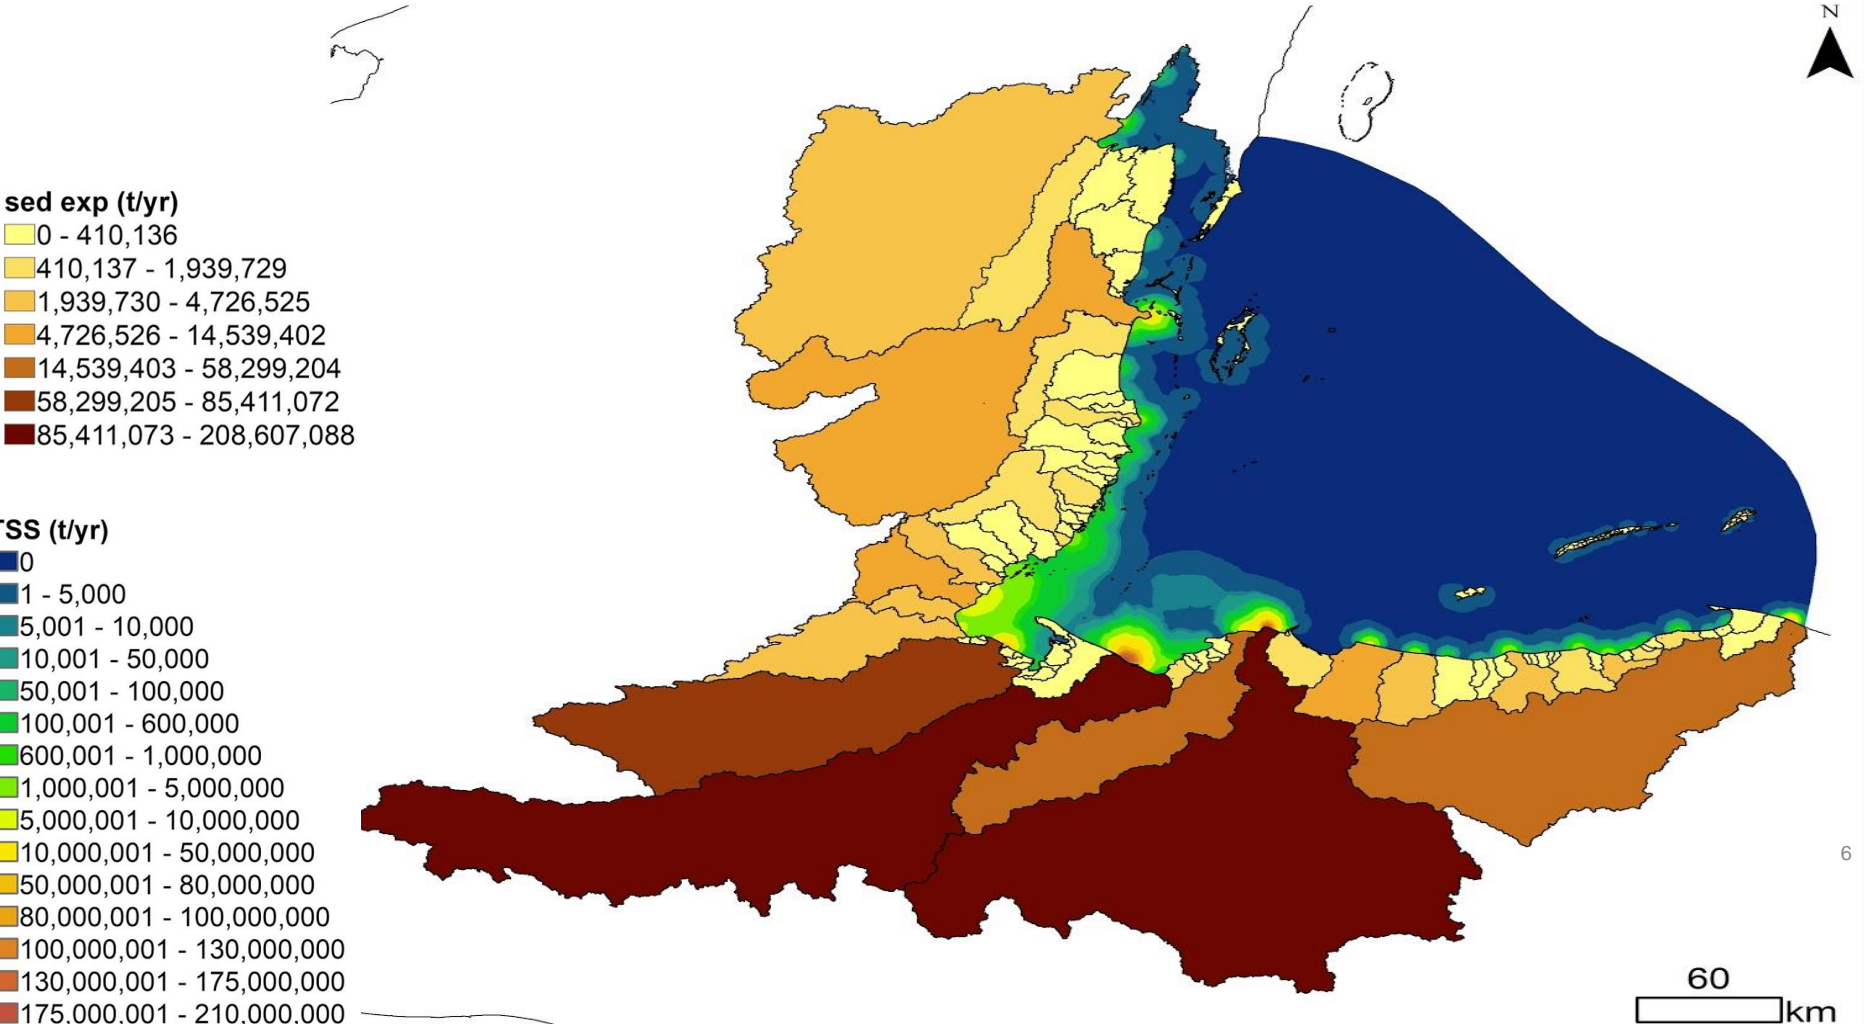 N
sed exp (t/yr)
0 - 410,136
410,137 - 1,939,729
1,939,730 - 4,726,525
4,726,526 - 14,539,402
14,539,403 - 58,299,204
58,299,205 - 85,411,072
85,411,073 - 208,607,088
TSS (t/yr)
0
1 - 5,000
5,001 - 10,000
10,001 - 50,000
50,001 - 100,000
100,001 - 600,000
600,001 - 1,000,000
1,000,001 - 5,000,000
5,000,001 - 10,000,000
10,000,001 - 50,000,000
50,000,001 - 80,000,000
80,000,001 - 100,000,000
100,000,001 - 130,000,000
130,000,001 - 175,000,000
175,000,001 - 210,000,000
6
60
km